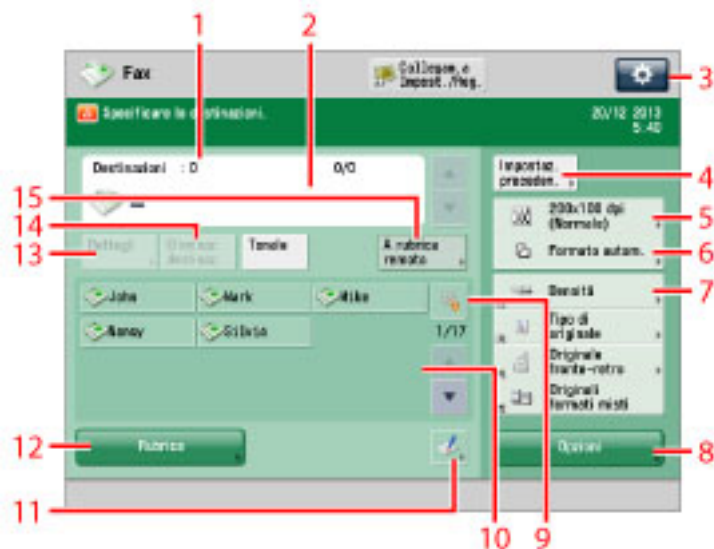 1
2
Fax
Collegam. a
Impost./Reg.
3
Specificare le destinazioni.
20/12 2013
5:40
Destinazioni : 0
0/0
Impostaz.
preceden.
4
15
200x100 dpi
(Normale)
5
14
13
Dettagli
Tonele
A rubrica
remota
Formato autom.
6
John
Mark
Mike
Densità
7
Nancy
Silvia
1/17
Tipo di
originale
Originale
fronte-retro
Originali
formati misti
12
Rubrica
Opzioni
8
11
10
9